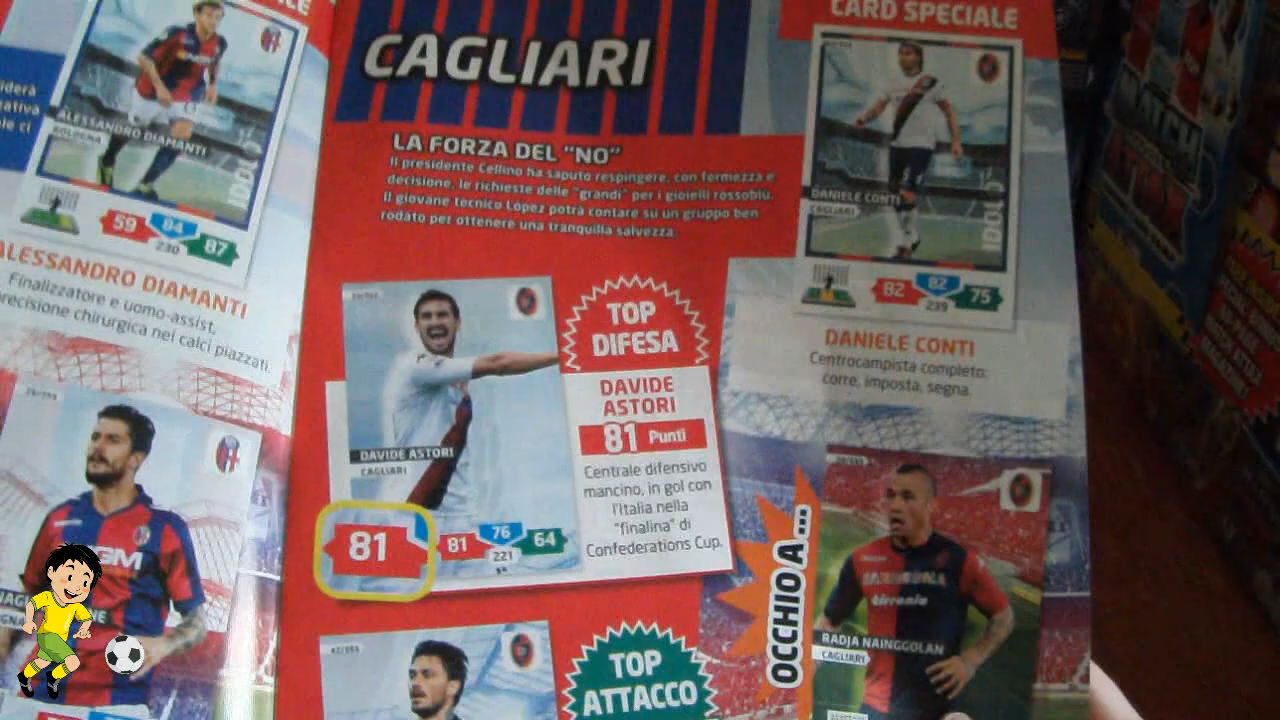 CARD SPECIALE
ALESSANDRO DIAMANTI
BOLOGNA
59
84
87
230
ALESSANDRO DIAMANTI
Finalizzatore e uomo-assist,
precisione chirurgica nei calci piazzati.
CAGLIARI
LA FORZA DEL "NO"
Il presidente Cellino ha saputo respingere, con fermezza e
decisione, le richieste delle "grandi" per i gioielli rossoblù.
Il giovane tecnico López potrà contare su un gruppo ben
rodato per ottenere una tranquilla salvezza.
DANIELE CONTI
CAGLIARI
IDOLO
82
82
75
239
DANIELE CONTI
Centrocampista completo:
corre, imposta, segna.
TOP
DIFESA
DAVIDE
ASTORI
81 Punti
Centrale difensivo
mancino, in gol con
l'Italia nella
"finalina" di
Confederations Cup.
DAVIDE ASTORI
CAGLIARI
81
81
76
64
221
TOP
ATTACCO
OCCHIO A...
RADJA NAINGGOLAN
CAGLIARI
MATCH